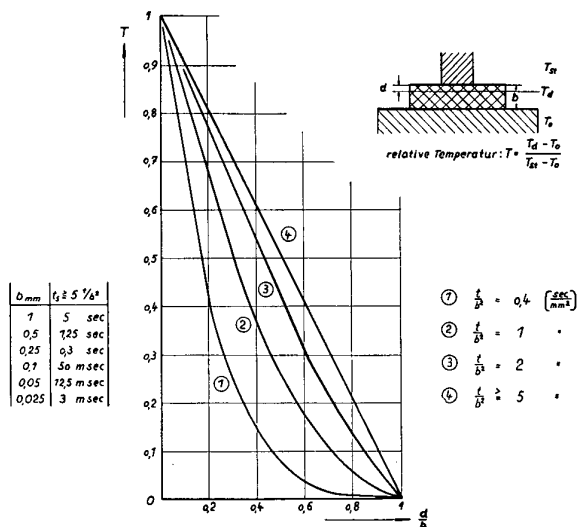 T
1
0,9
0,8
0,7
0,6
0,5
0,4
0,3
0,2
0,1
0
0,2
0,4
0,6
0,8
1
d/b
①
②
③
④
d
b
T_st
T_d
T_o
relative Temperatur: T = (T_d - T_o)/(T_st - T_o)
b mm | t_s ≧ 5 1/b²
1 | 5 sec
0,5 | 1,25 sec
0,25 | 0,3 sec
0,1 | 50 m sec
0,05 | 12,5 m sec
0,025 | 3 m sec
① t/b² = 0,4 [sec/mm²]
② t/b² = 1 "
③ t/b² = 2 "
④ t/b² ≧ 5 "